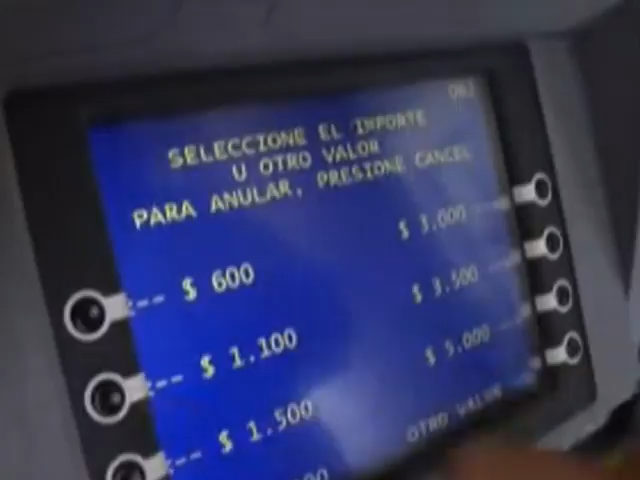 SELECCIONE EL IMPORTE
U OTRO VALOR
PARA ANULAR, PRESIONE CANCEL
$ 600
$ 3.000
$ 1.100
$ 3.500
$ 1.500
$ 5.000
OTRO VALOR